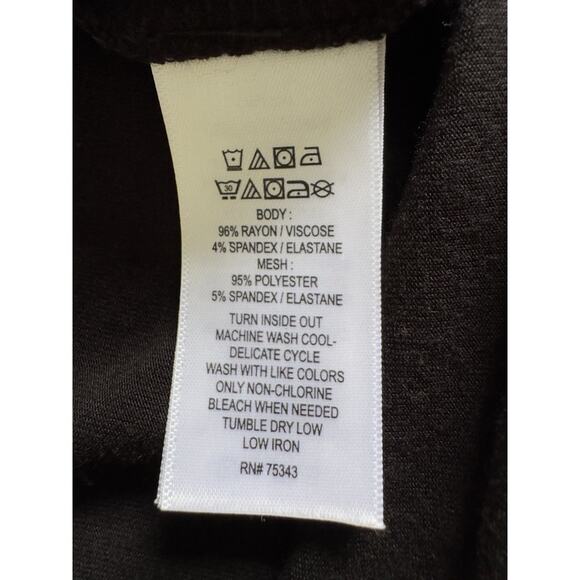 30
BODY :
96% RAYON / VISCOSE
4% SPANDEX / ELASTANE
MESH :
95% POLYESTER
5% SPANDEX / ELASTANE
TURN INSIDE OUT
MACHINE WASH COOL-
DELICATE CYCLE
WASH WITH LIKE COLORS
ONLY NON-CHLORINE
BLEACH WHEN NEEDED
TUMBLE DRY LOW
LOW IRON
RN# 75343